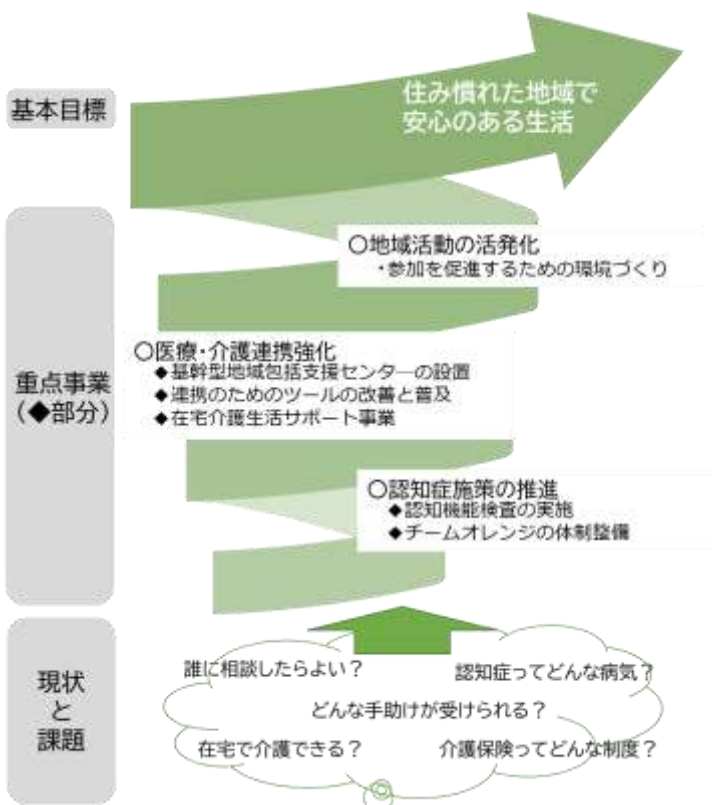 基本目標
住み慣れた地域で
安心のある生活
重点事業
(◆部分)
〇地域活動の活発化
・参加を促進するための環境づくり
〇医療・介護連携強化
◆基幹型地域包括支援センターの設置
◆連携のためのツールの改善と普及
◆在宅介護生活サポート事業
〇認知症施策の推進
◆認知機能検査の実施
◆チームオレンジの体制整備
現状
と
課題
誰に相談したらよい？
認知症ってどんな病気？
どんな手助けが受けられる？
在宅で介護できる？
介護保険ってどんな制度？